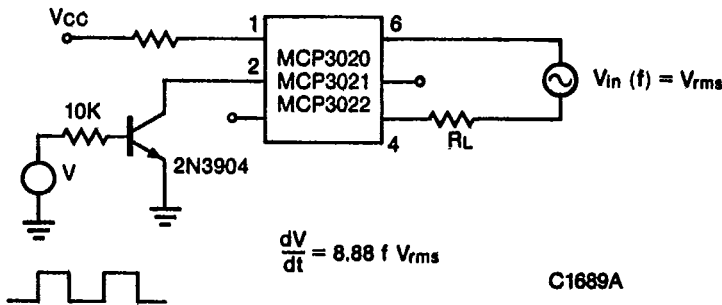 VCC
1
6
MCP3020
MCP3021
MCP3022
2
Vin (f) = Vrms
10K
4
RL
V
2N3904
dV/dt = 8.88 f Vrms
C1689A